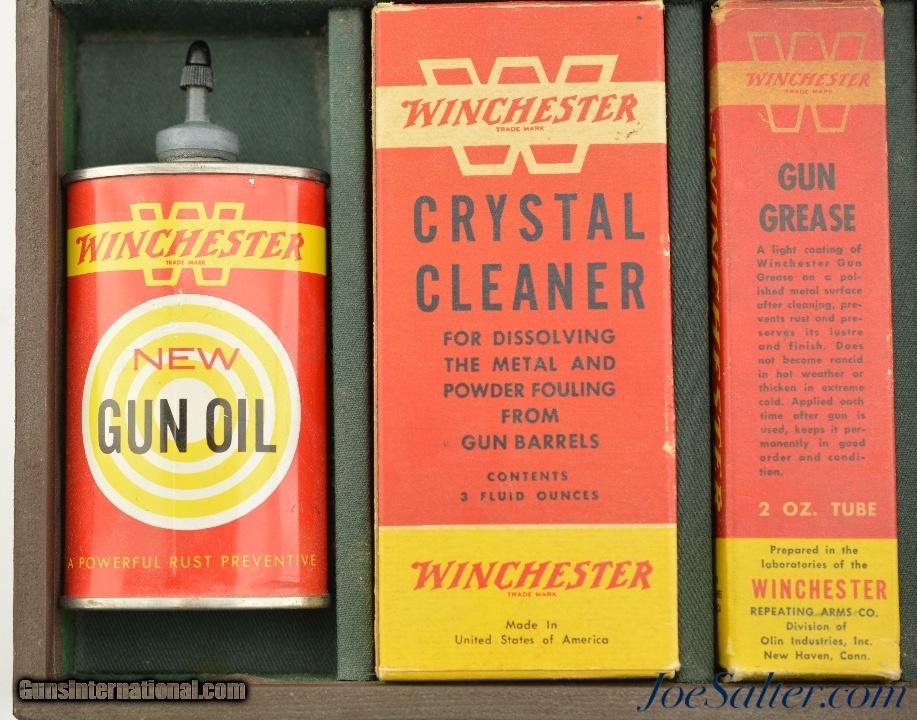 WINCHESTER
TRADE MARK
NEW
GUN OIL
A POWERFUL RUST PREVENTIVE
WINCHESTER
TRADE MARK
CRYSTAL
CLEANER
FOR DISSOLVING
THE METAL AND
POWDER FOULING
FROM
GUN BARRELS
CONTENTS
3 FLUID OUNCES
WINCHESTER
TRADE MARK
Made In
United States of America
WINCHESTER
TRADE MARK
GUN
GREASE
A light coating of
Winchester Gun
Grease on a pol-
ished metal surface
after cleaning, pre-
vents rust and pre-
serves its lustre
and finish. Does
not become rancid
in hot weather or
thicken in extreme
cold. Applied each
time after gun is
used, keeps it per-
manently in good
order and condi-
tion.
2 OZ. TUBE
Prepared in the
laboratories of the
WINCHESTER
REPEATING ARMS CO.
Division of
Olin Industries, Inc.
New Haven, Conn.
WINCHESTER
GunsInternational.com
JoeSalter.com